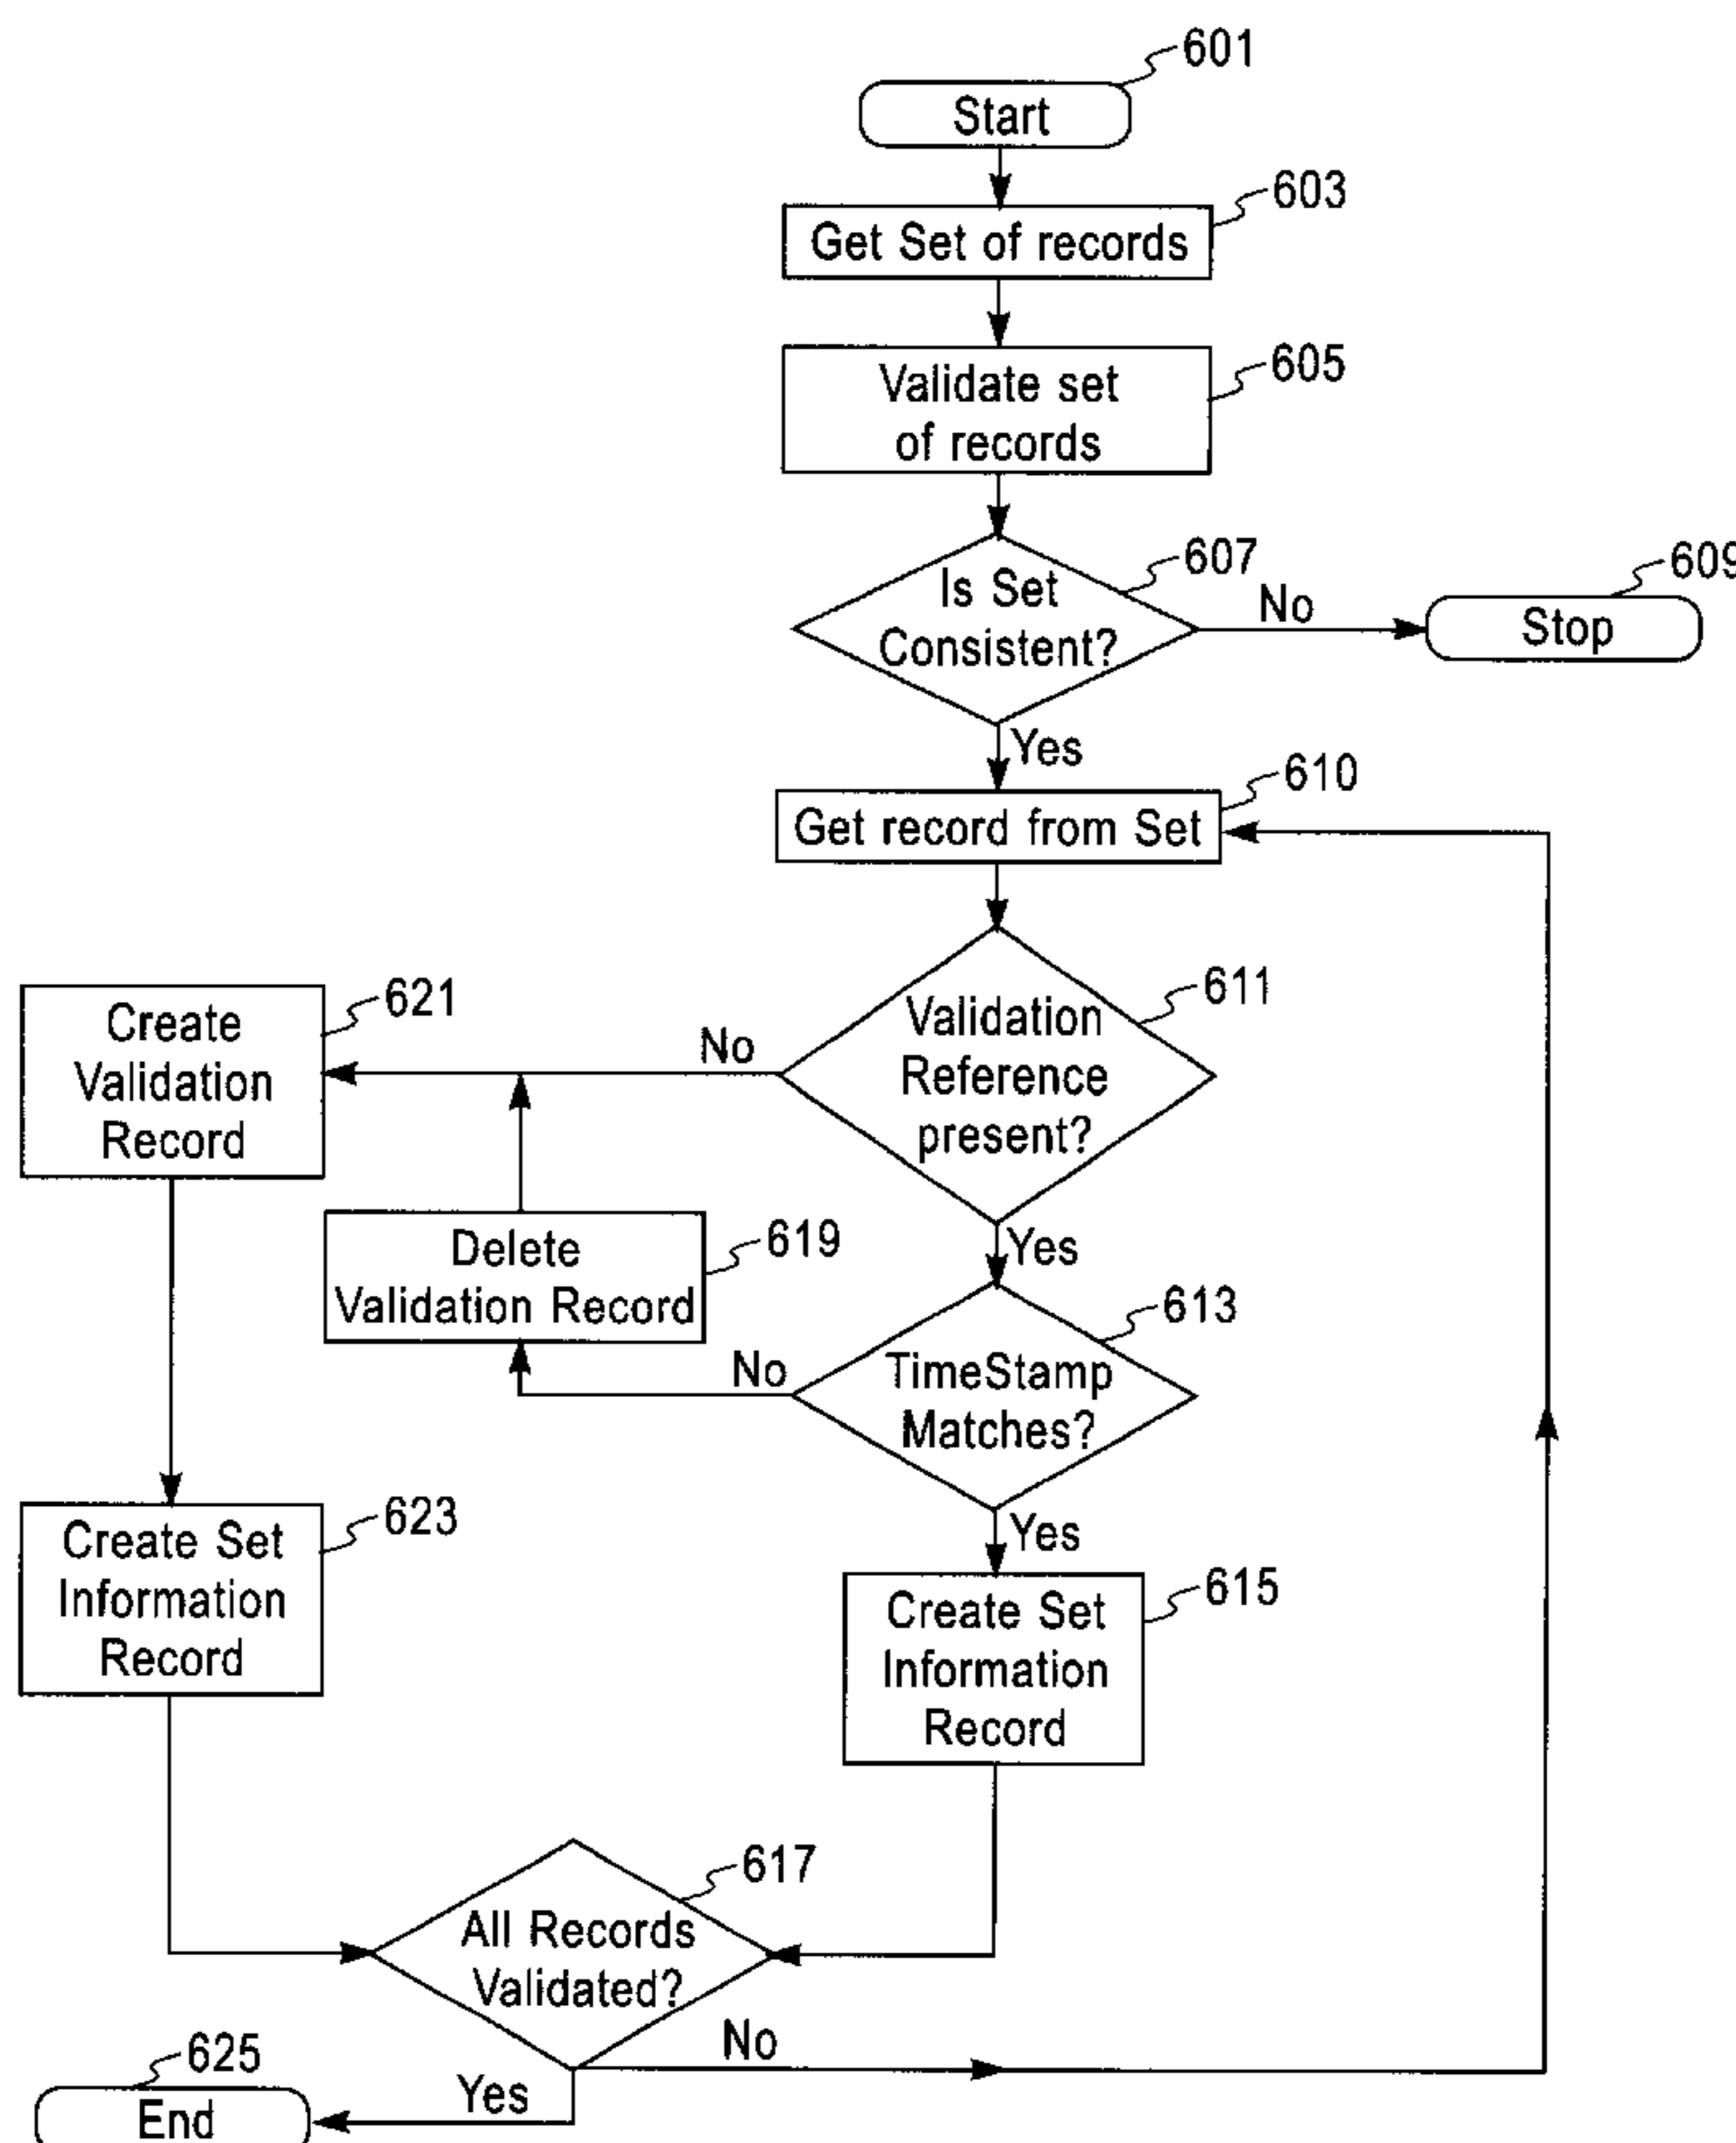 601
Start
603
Get Set of records
605
Validate set
of records
607
Is Set
Consistent?
No
609
Stop
Yes
610
Get record from Set
611
Validation
Reference
present?
No
621
Create
Validation
Record
Yes
619
Delete
Validation Record
613
TimeStamp
Matches?
No
Yes
623
Create Set
Information
Record
615
Create Set
Information
Record
617
All Records
Validated?
No
Yes
625
End